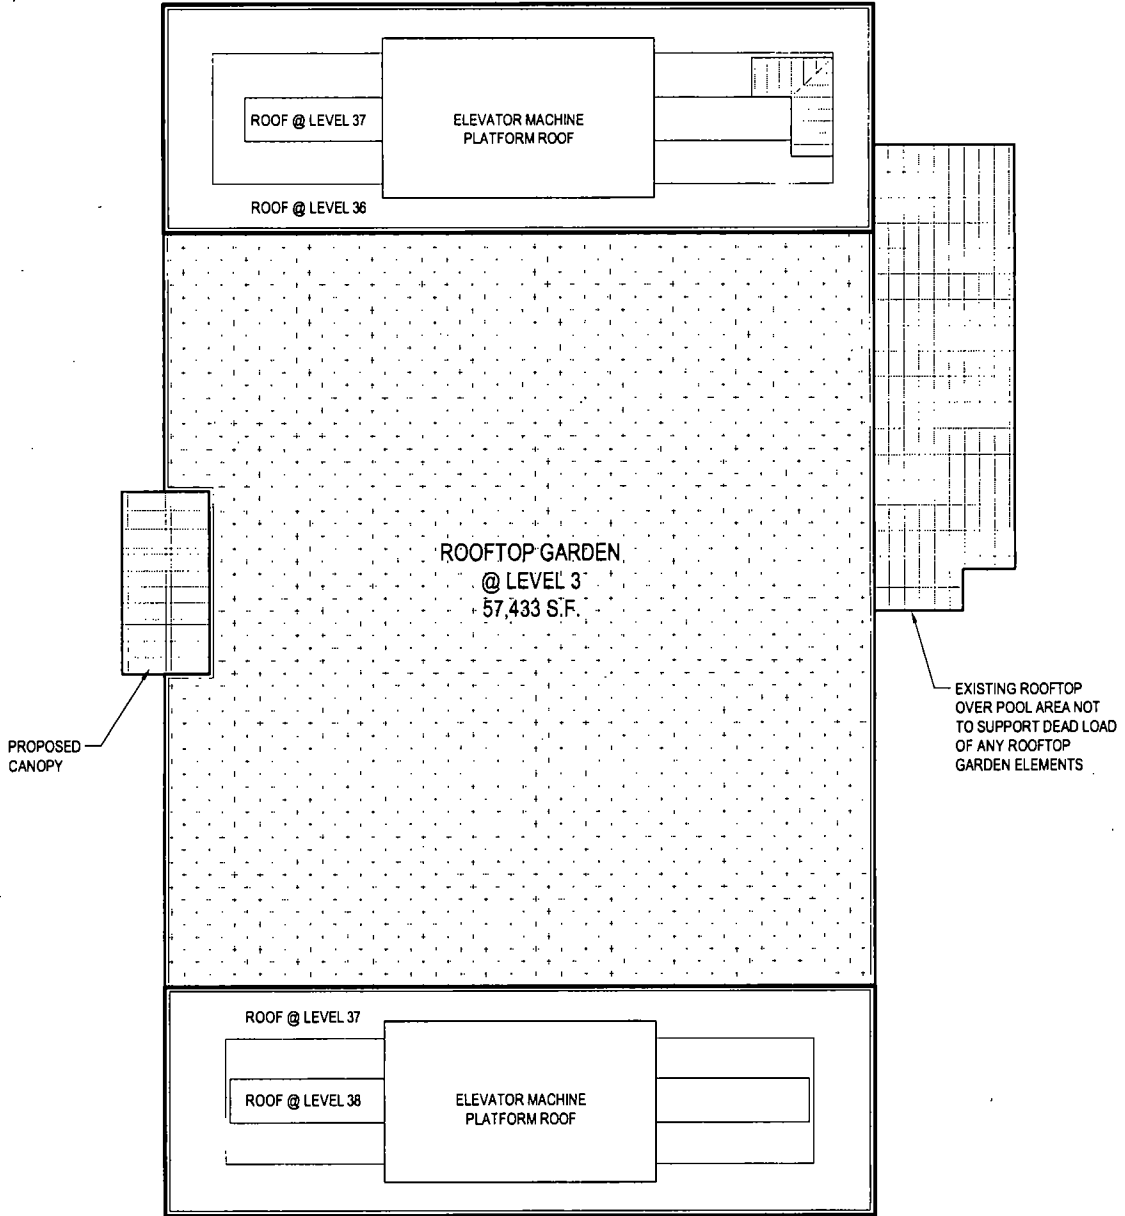 ROOF @ LEVEL 37
ELEVATOR MACHINE
PLATFORM ROOF
ROOF @ LEVEL 36
ROOFTOP GARDEN
@ LEVEL 3
57,433 S.F.
PROPOSED
CANOPY
EXISTING ROOFTOP
OVER POOL AREA NOT
TO SUPPORT DEAD LOAD
OF ANY ROOFTOP
GARDEN ELEMENTS
ROOF @ LEVEL 37
ROOF @ LEVEL 38
ELEVATOR MACHINE
PLATFORM ROOF